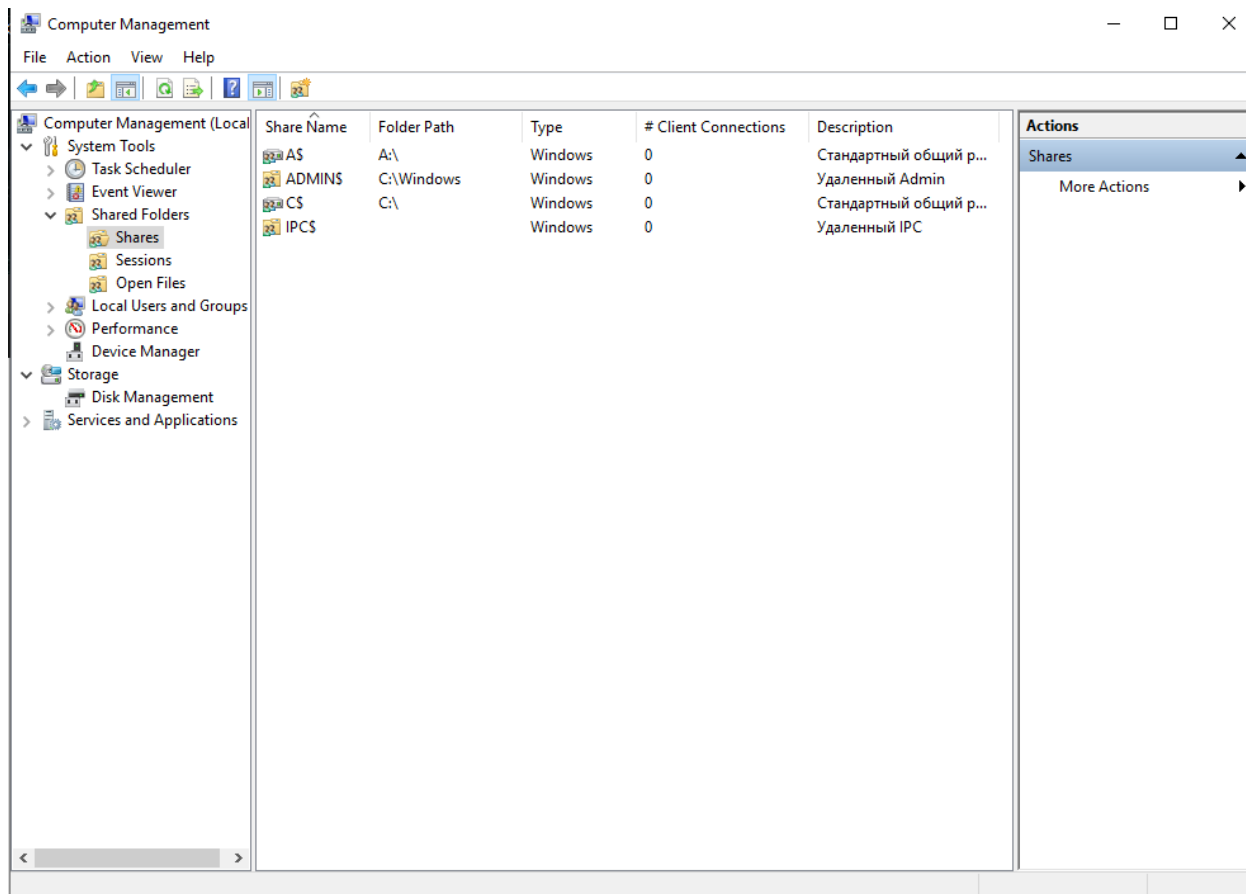 Computer Management
File Action View Help
Computer Management (Local
System Tools
Task Scheduler
Event Viewer
Shared Folders
Shares
Sessions
Open Files
Local Users and Groups
Performance
Device Manager
Storage
Disk Management
Services and Applications
Share Name Folder Path Type # Client Connections Description
A$ A:\ Windows 0 Стандартный общий р...
ADMIN$ C:\Windows Windows 0 Удаленный Admin
C$ C:\ Windows 0 Стандартный общий р...
IPC$ Windows 0 Удаленный IPC
Actions
Shares
More Actions